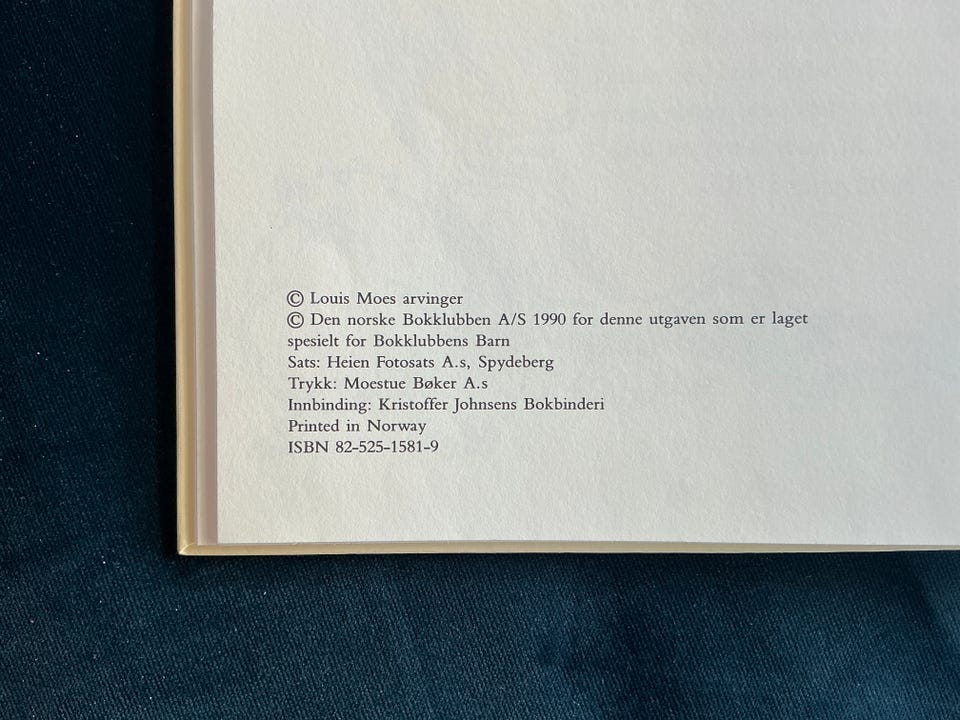 © Louis Moes arvinger
© Den norske Bokklubben A/S 1990 for denne utgaven som er laget
spesielt for Bokklubbens Barn
Sats: Heien Fotosats A.s, Spydeberg
Trykk: Moestue Bøker A.s
Innbinding: Kristoffer Johnsens Bokbinderi
Printed in Norway
ISBN 82-525-1581-9